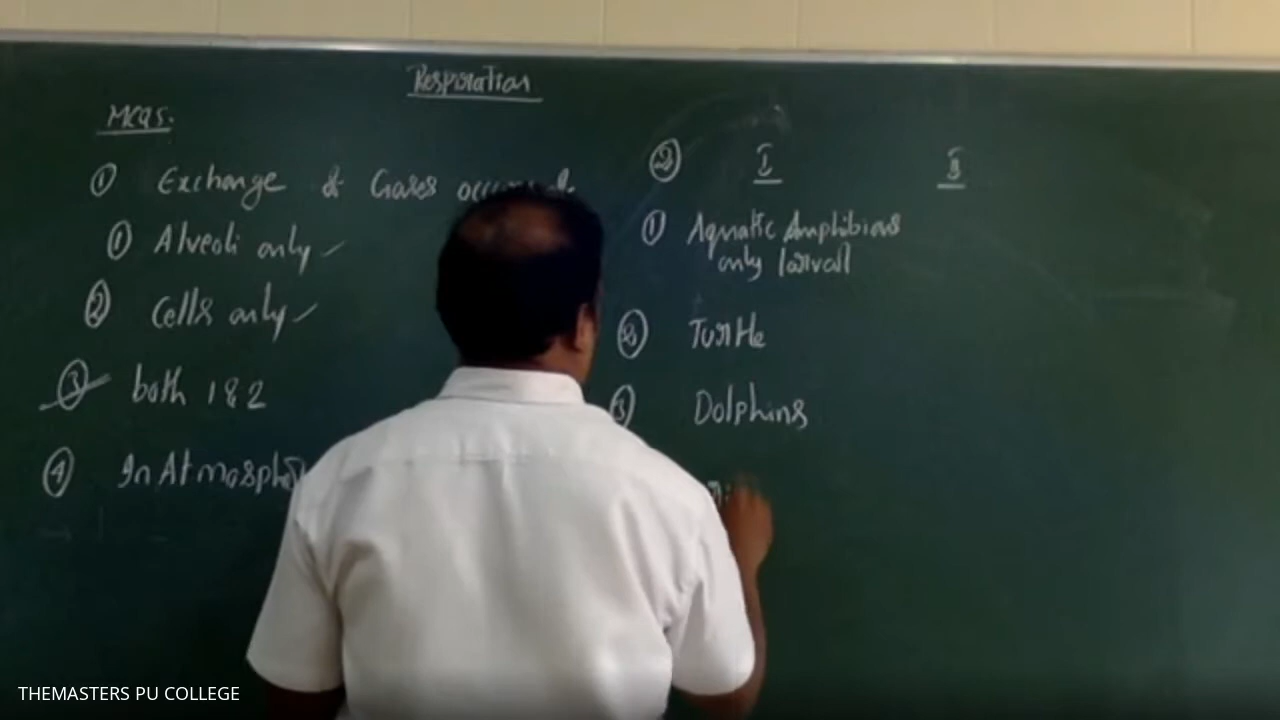 Respiration
MCQS.
① Exchange of Gases
① Alveoli only ✓
② Cells only ✓
③ both 1 & 2
④ In Atmosph
② I II
① Aquatic Amphibians
only larval
② Turtle
③ Dolphins
THEMASTERS PU COLLEGE